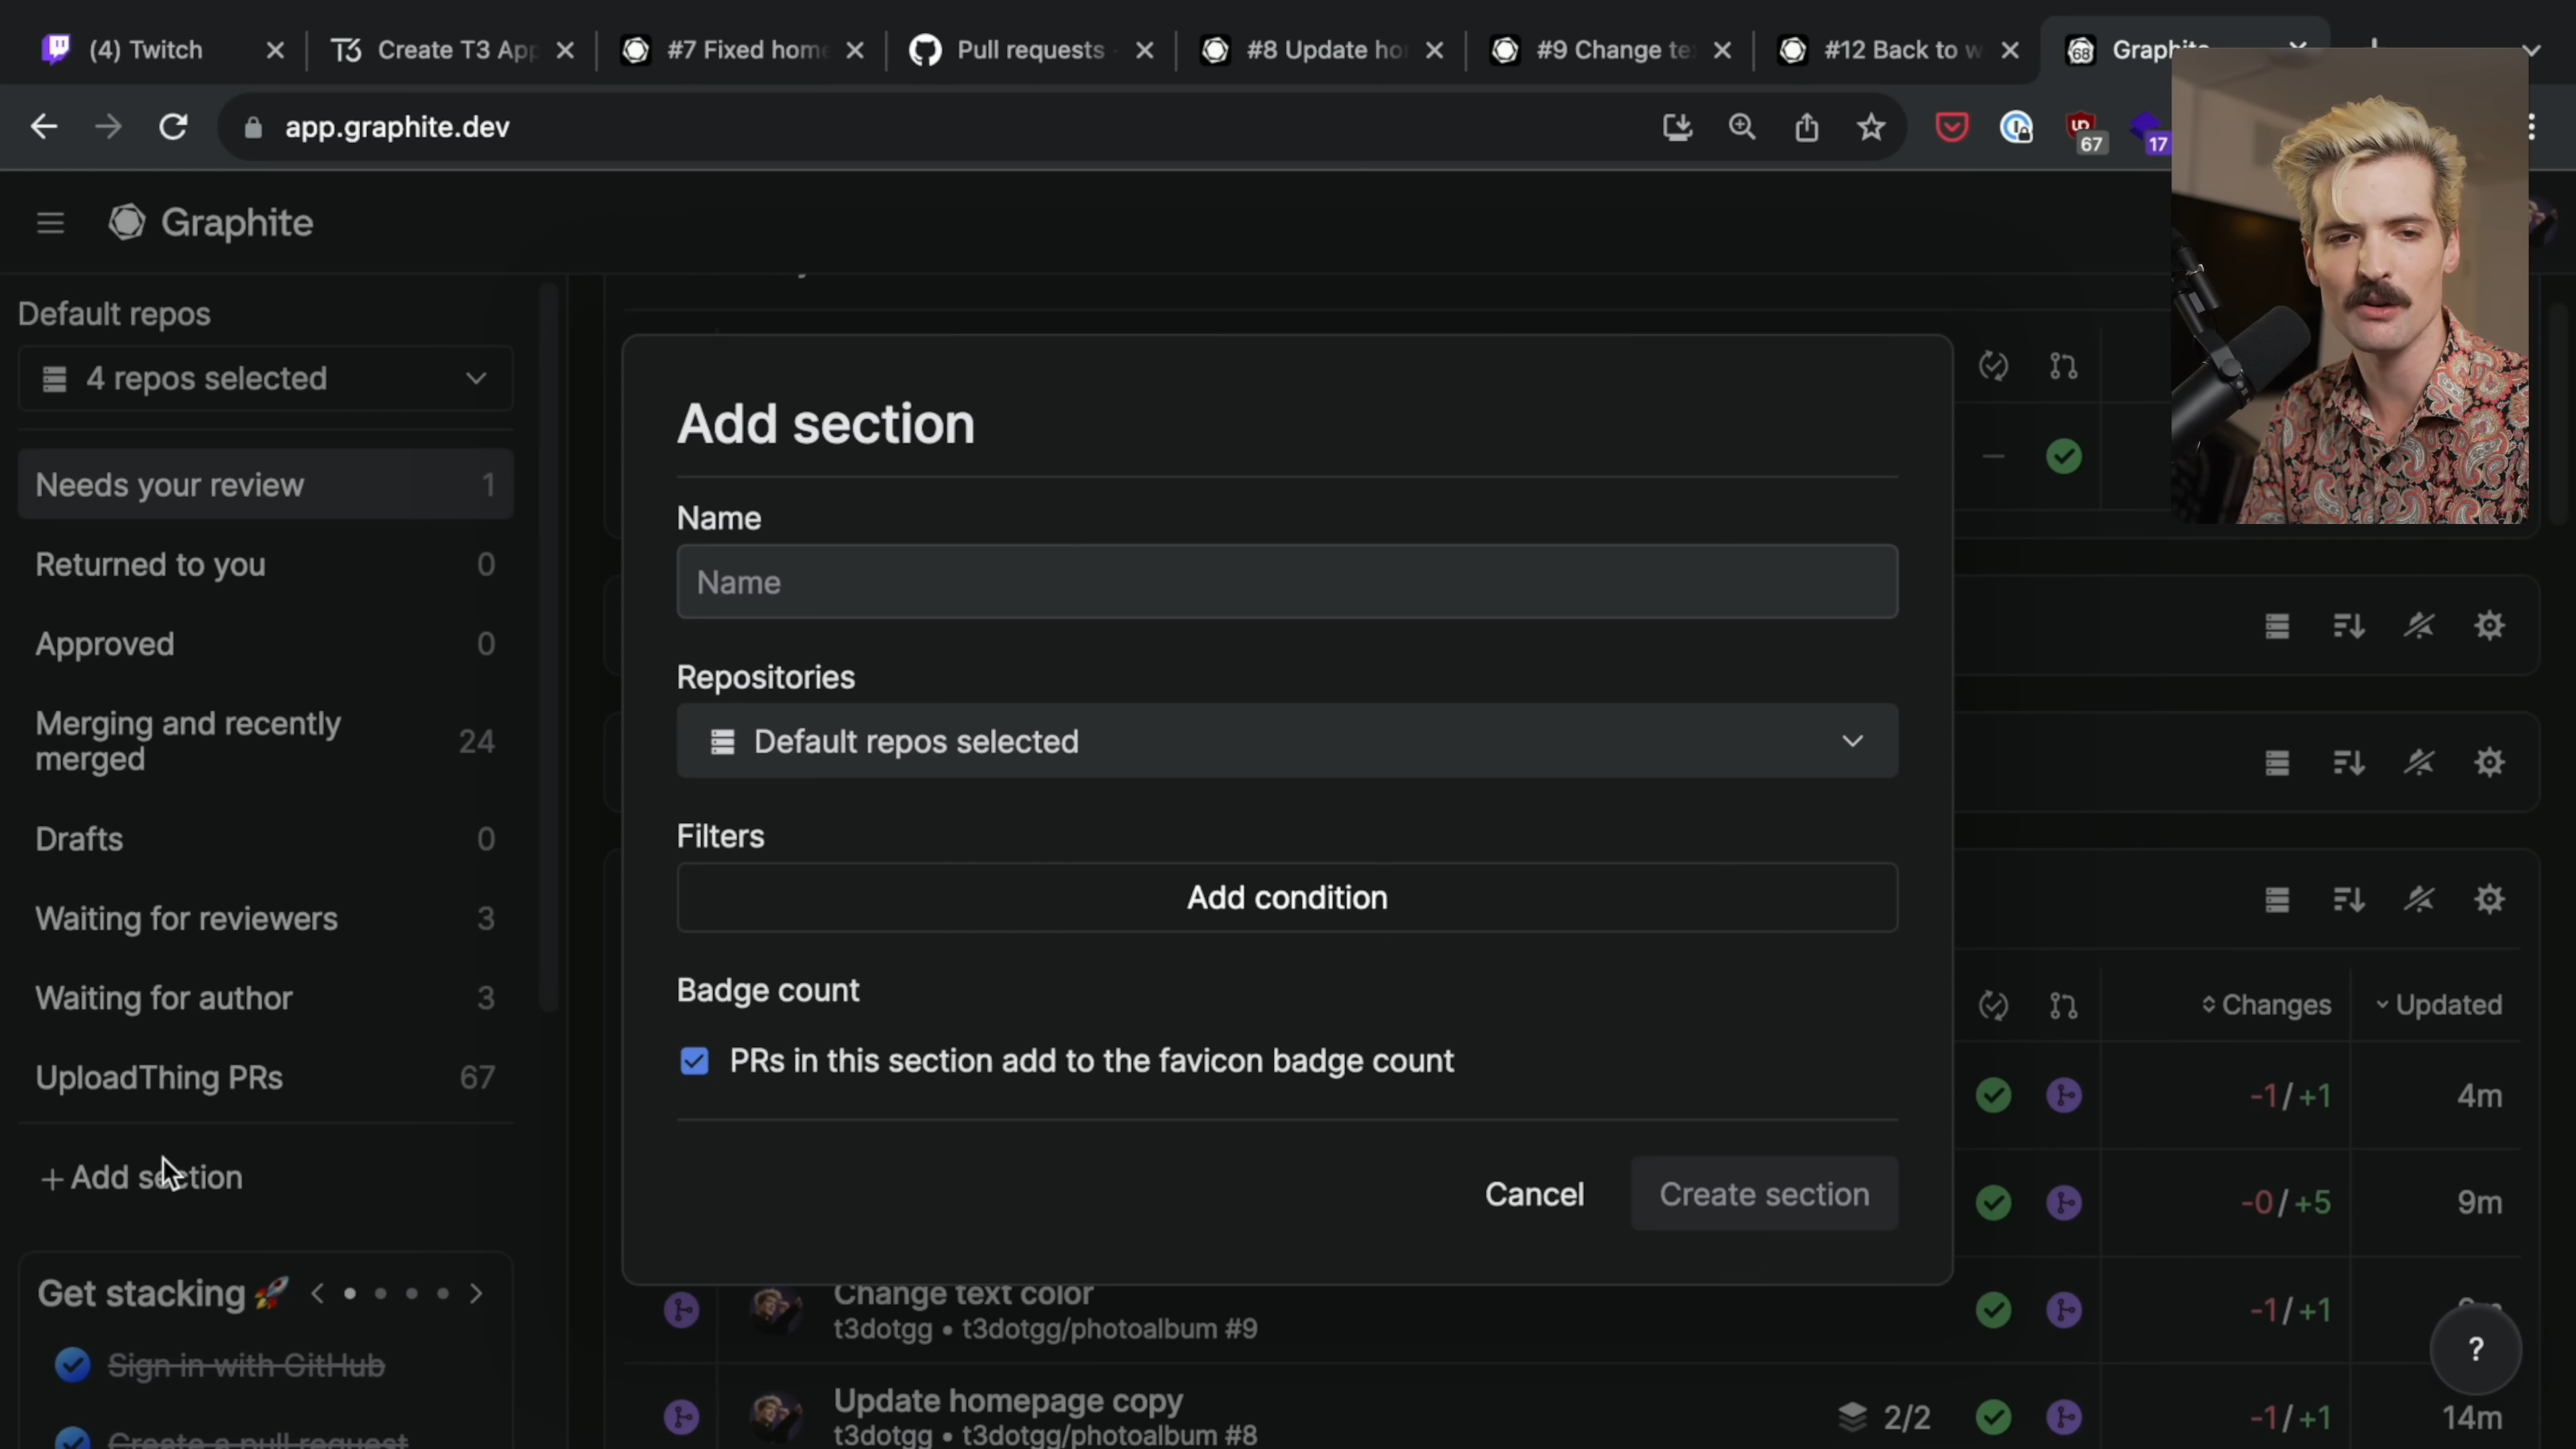 (4) Twitch
Create T3 App
#7 Fixed home
Pull requests
#8 Update ho
#9 Change te
#12 Back to w
68
Graphite
app.graphite.dev
67
17
Graphite
Default repos
4 repos selected
Needs your review 1
Returned to you 0
Approved 0
Merging and recently
merged
24
Drafts 0
Waiting for reviewers 3
Waiting for author 3
UploadThing PRs 67
+ Add section
Get stacking 🚀
Sign in with GitHub
Create a pull request
Add section
Name
Name
Repositories
Default repos selected
Filters
Add condition
Badge count
PRs in this section add to the favicon badge count
Cancel
Create section
Changes
Updated
-1/+1 4m
-0/+5 9m
Change text color
t3dotgg • t3dotgg/photoalbum #9
-1/+1
?
Update homepage copy
t3dotgg • t3dotgg/photoalbum #8
2/2
-1/+1 14m